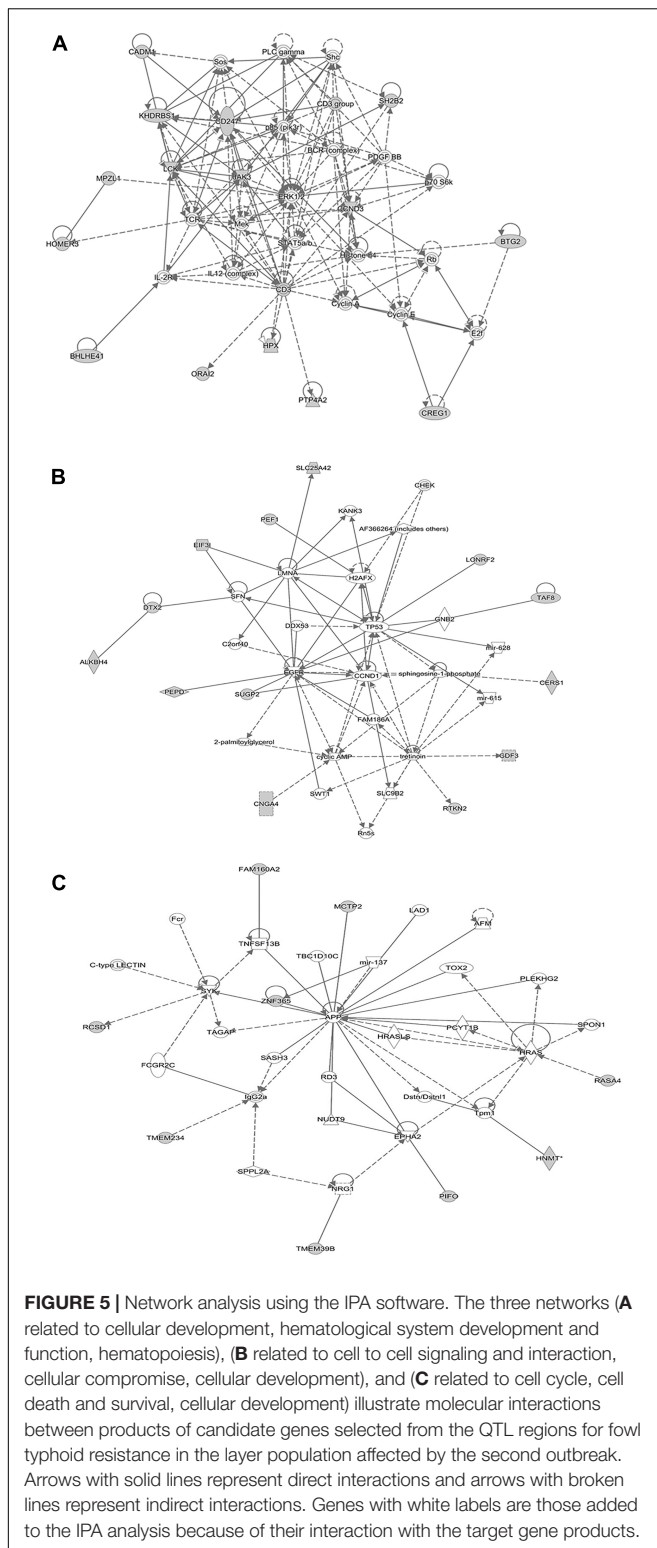 A
CADM1
PLC gamma
Shc
Sos
CD3 group
SH2B2
KHDRBS1
CD247
p85 (pik3r)
BCR (complex)
PDGF BB
LCK
JAK3
MPZL1
ERK1/2
p70 S6k
CCND3
TCR
Mek
HOMER3
STAT5a/b
BTG2
Histone h4
Rb
IL-2R
IL12 (complex)
CD3
Cyclin A
Cyclin E
E2f
BHLHE41
HPX
ORAI2
PTP4A2
CREG1
B
SLC25A42
CHEK
PEF1
KANK3
AF366264 (includes others)
EIF3I
LONRF2
LMNA
H2AFX
DTX2
SFN
TAF8
DDX53
TP53
GNB2
C2orf40
mir-628
ALKBH4
EGFR
CCND1
sphingosine-1-phosphate
CERS1
PEPD
SUGP2
mir-615
FAM186A
2-palmitoylglycerol
cyclic AMP
tretinoin
GDF3
CNGA4
SWT1
SLC9B2
RTKN2
Rn5s
C
FAM160A2
MCTP2
LAD1
Fcr
AFM
TNFSF13B
TBC1D10C
mir-137
C-type LECTIN
TOX2
PLEKHG2
SYK
ZNF365
APP
RCSD1
TAGAP
HRASLS
PCYT1B
SPON1
HRAS
FCGR2C
SASH3
RD3
RASA4
IgG2a
Dstn/Dstnl1
Tpm1
NUDT9
TMEM234
EPHA2
HNMT*
SPPL2A
NRG1
PIFO
TMEM39B
FIGURE 5 | Network analysis using the IPA software. The three networks (A
related to cellular development, hematological system development and
function, hematopoiesis), (B related to cell to cell signaling and interaction,
cellular compromise, cellular development), and (C related to cell cycle, cell
death and survival, cellular development) illustrate molecular interactions
between products of candidate genes selected from the QTL regions for fowl
typhoid resistance in the layer population affected by the second outbreak.
Arrows with solid lines represent direct interactions and arrows with broken
lines represent indirect interactions. Genes with white labels are those added
to the IPA analysis because of their interaction with the target gene products.